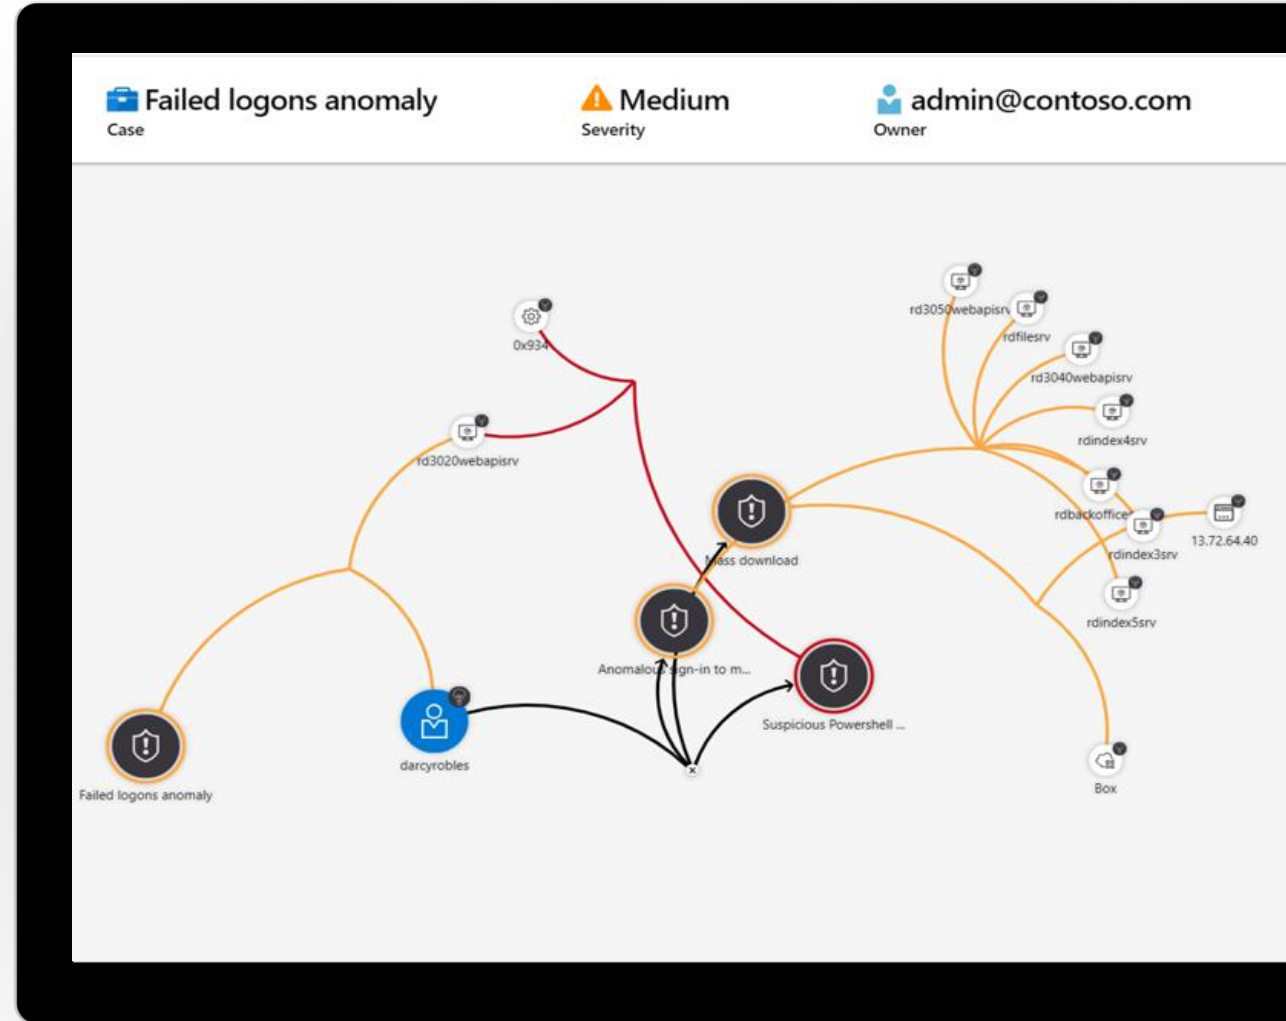 Failed logons anomaly
Case
Medium
Severity
admin@contoso.com
Owner
rd3050webapisrv
rdfilesrv
0x934
rd3040webapisrv
rdindex4srv
rd3020webapisrv
rdbackoffice
13.72.64.40
rdindex3srv
Mass download
rdindex5srv
Anomalous sign-in to m...
Suspicious Powershell ...
darcyrobles
Box
Failed logons anomaly